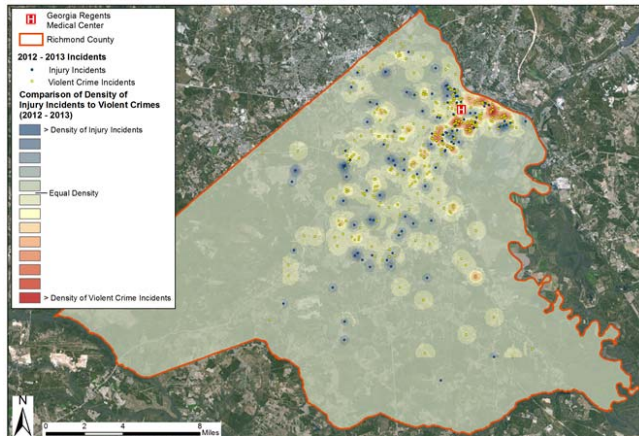 H
Georgia Regents
Medical Center
Richmond County
2012 - 2013 Incidents
Injury Incidents
Violent Crime Incidents
Comparison of Density of
Injury Incidents to Violent Crimes
(2012 - 2013)
> Density of Injury Incidents
Equal Density
> Density of Violent Crime Incidents
H
N
0 2 4 8
Miles